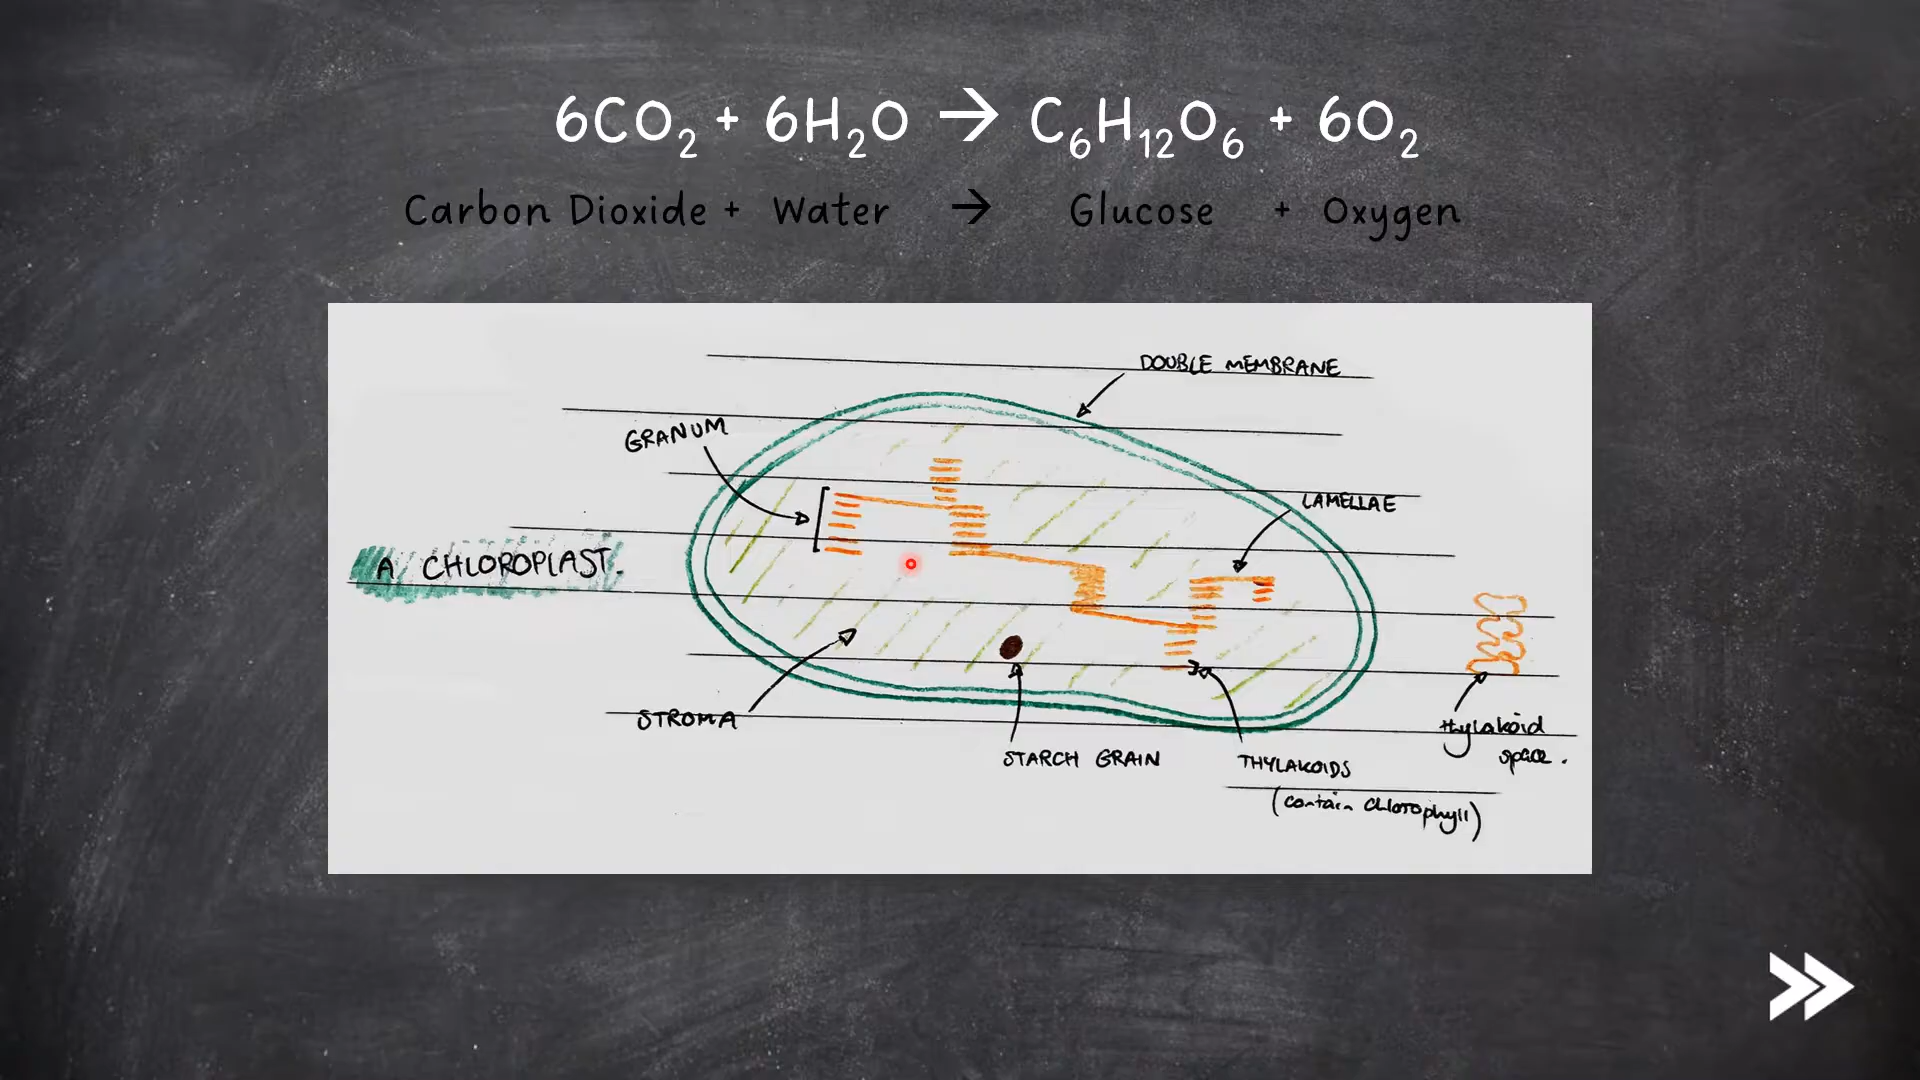 6CO₂ + 6H₂O → C₆H₁₂O₆ + 6O₂
Carbon Dioxide + Water → Glucose + Oxygen
DOUBLE MEMBRANE
GRANUM
LAMELLAE
A CHLOROPLAST.
STROMA
STARCH GRAIN
THYLAKOIDS
(contain chlorophyll)
thylakoid
space.